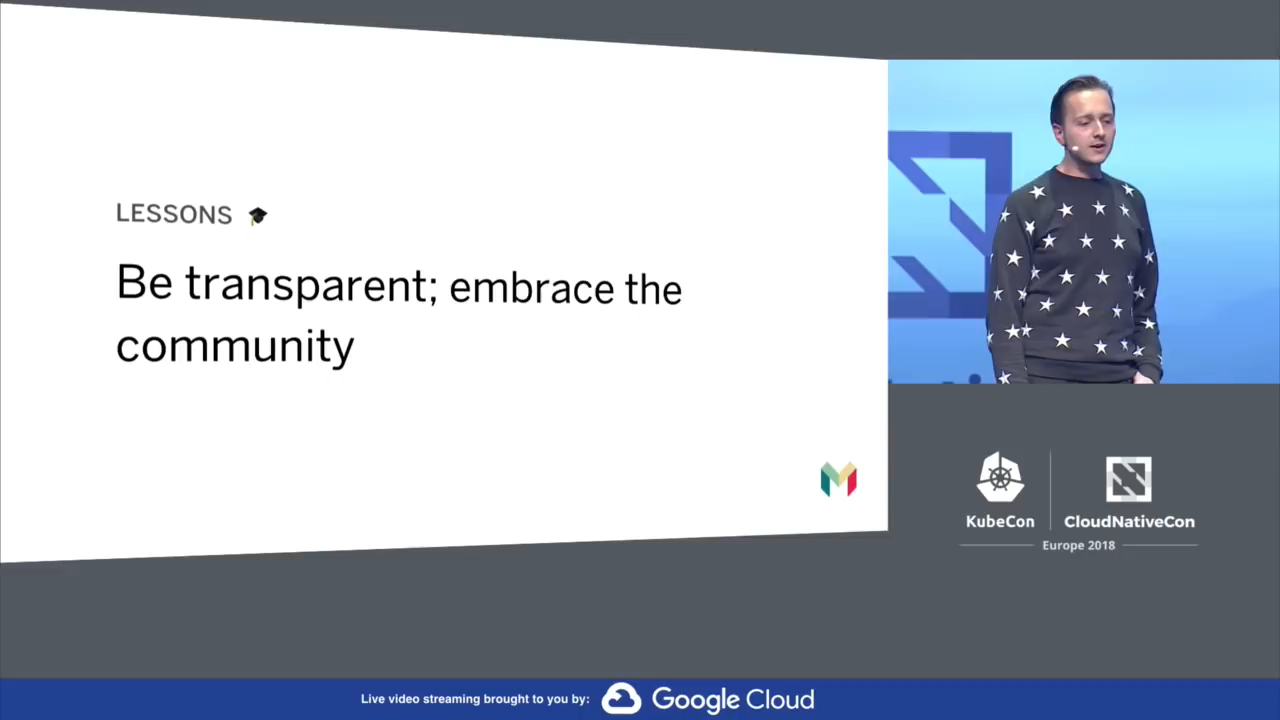 LESSONS
Be transparent; embrace the
community
KubeCon
CloudNativeCon
Europe 2018
Live video streaming brought to you by: Google Cloud